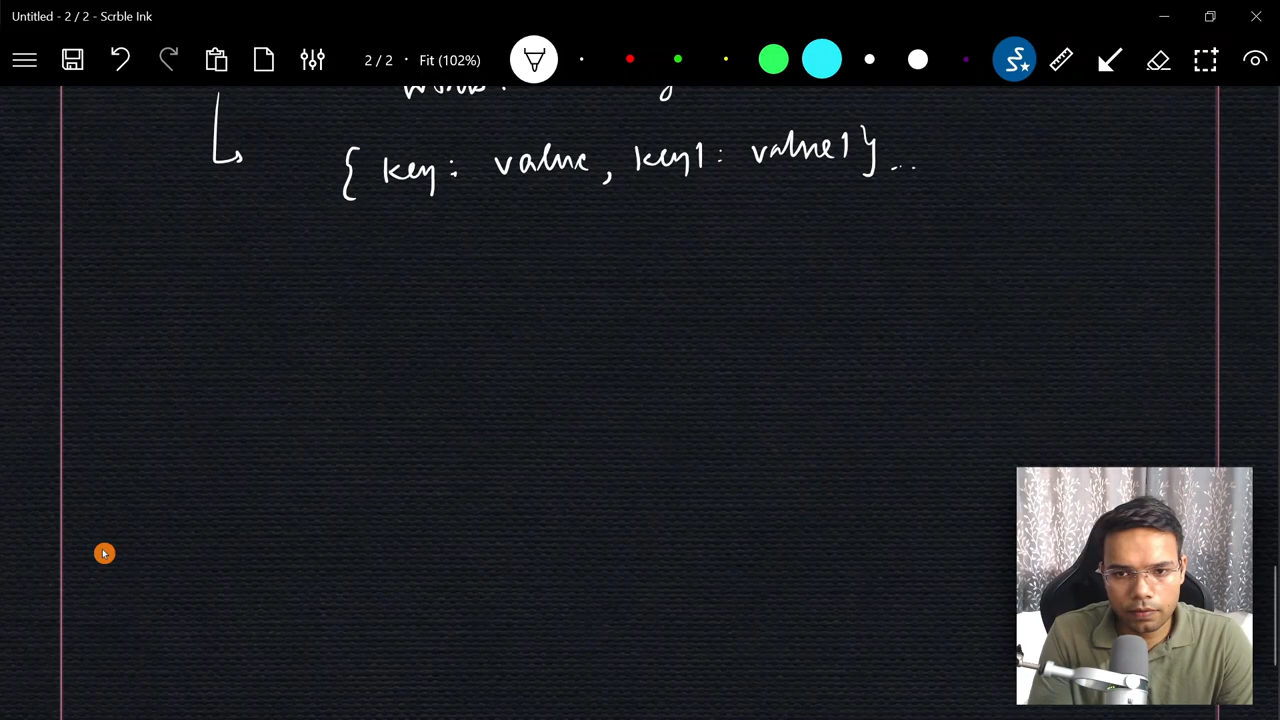 Untitled - 2 / 2 - Scrble Ink
2 / 2 · Fit (102%)
{ key: value, key1: value1} ...